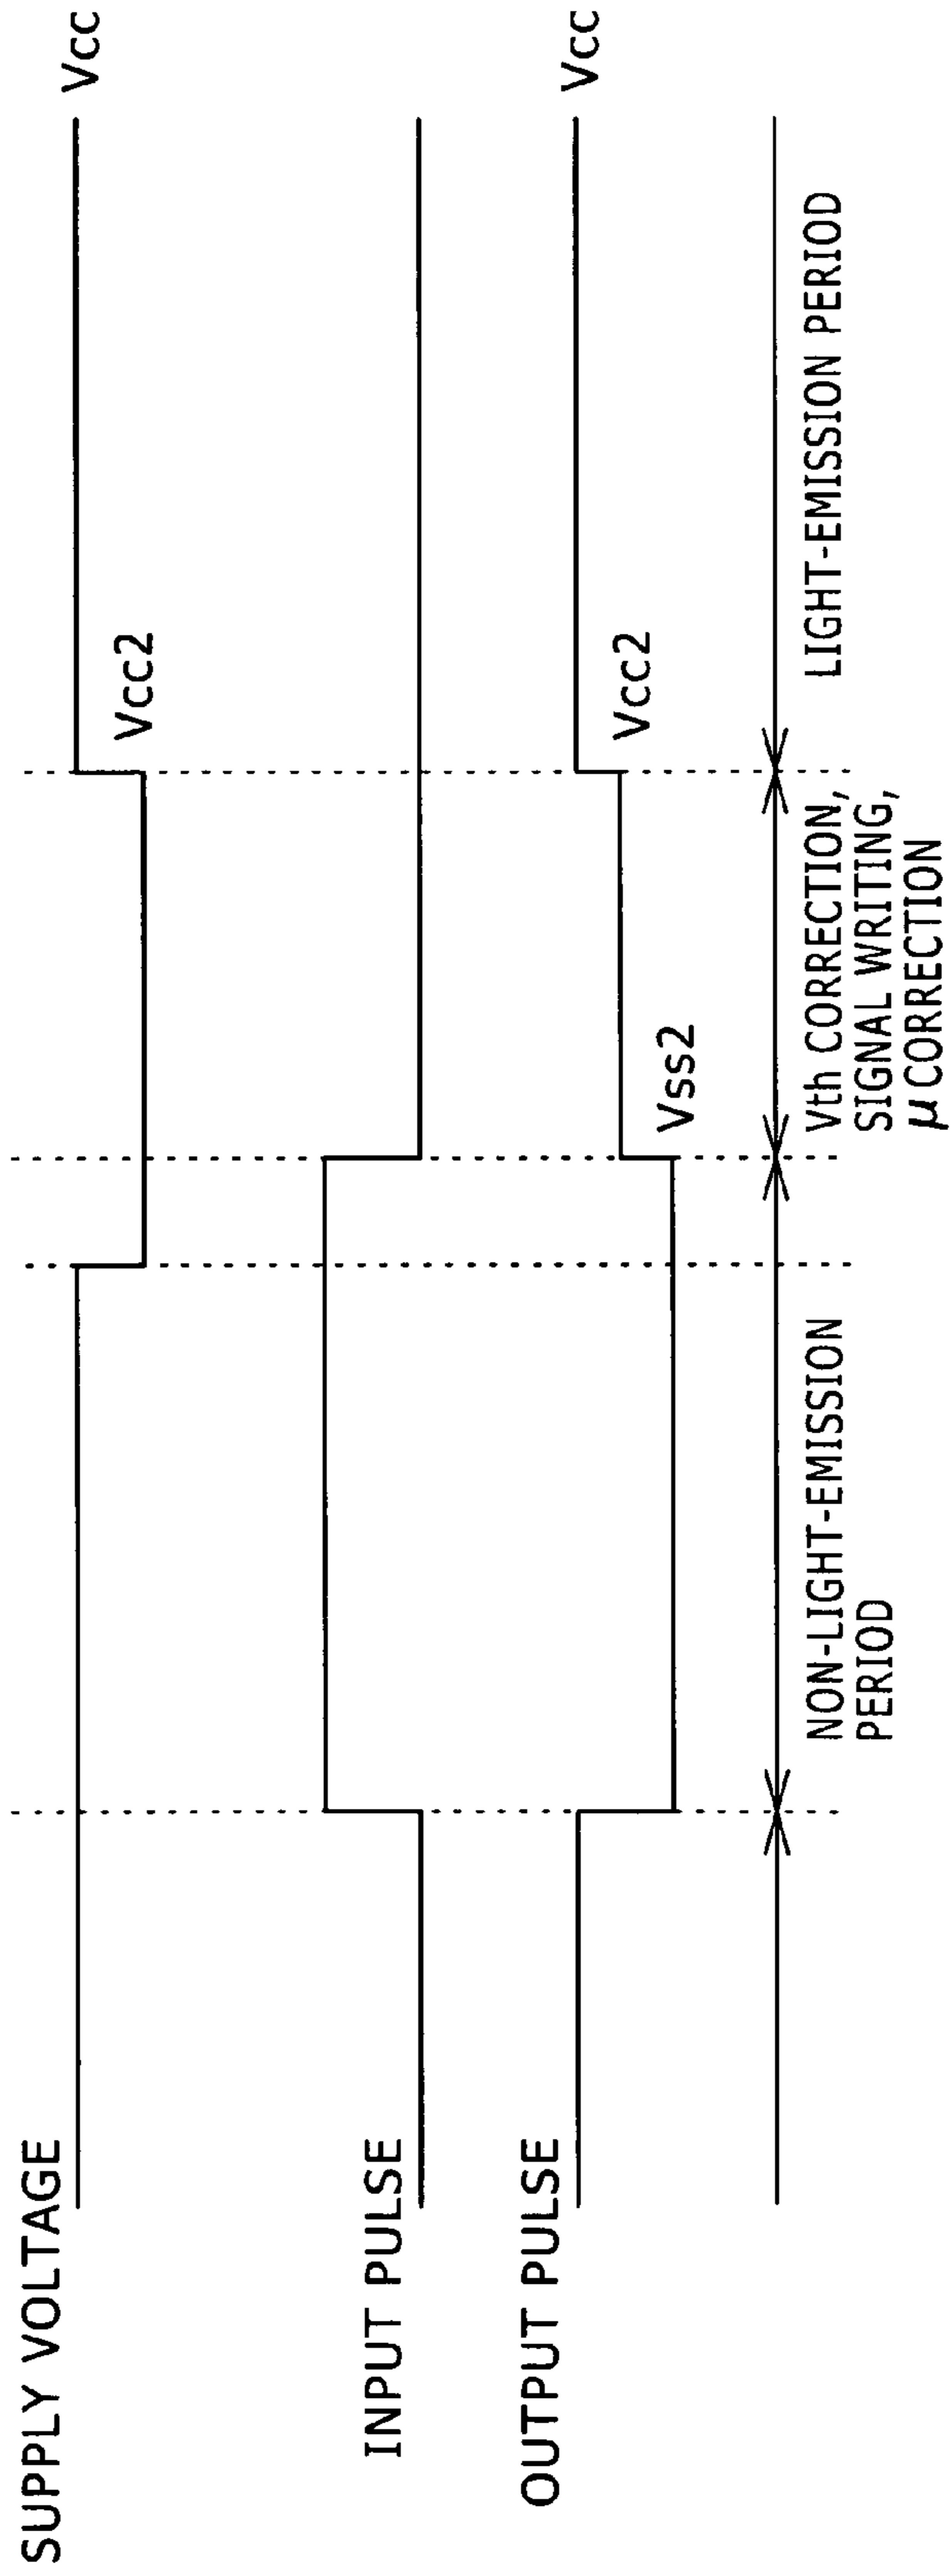 SUPPLY VOLTAGE
Vcc
Vcc2
INPUT PULSE
OUTPUT PULSE
Vcc
Vcc2
Vss2
NON-LIGHT-EMISSION
PERIOD
Vth CORRECTION,
SIGNAL WRITING,
μ CORRECTION
LIGHT-EMISSION PERIOD